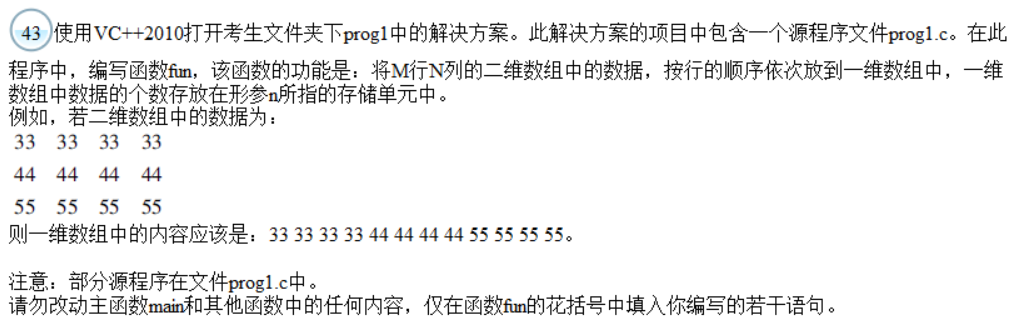 43 使用VC++2010打开考生文件夹下prog1中的解决方案。此解决方案的项目中包含一个源程序文件prog1.c。在此
程序中，编写函数fun，该函数的功能是：将M行N列的二维数组中的数据，按行的顺序依次放到一维数组中，一维
数组中数据的个数存放在形参n所指的存储单元中。
例如，若二维数组中的数据为：
33 33 33 33
44 44 44 44
55 55 55 55
则一维数组中的内容应该是：33 33 33 33 44 44 44 44 55 55 55 55。
注意：部分源程序在文件prog1.c中。
请勿改动主函数main和其他函数中的任何内容，仅在函数fun的花括号中填入你编写的若干语句。